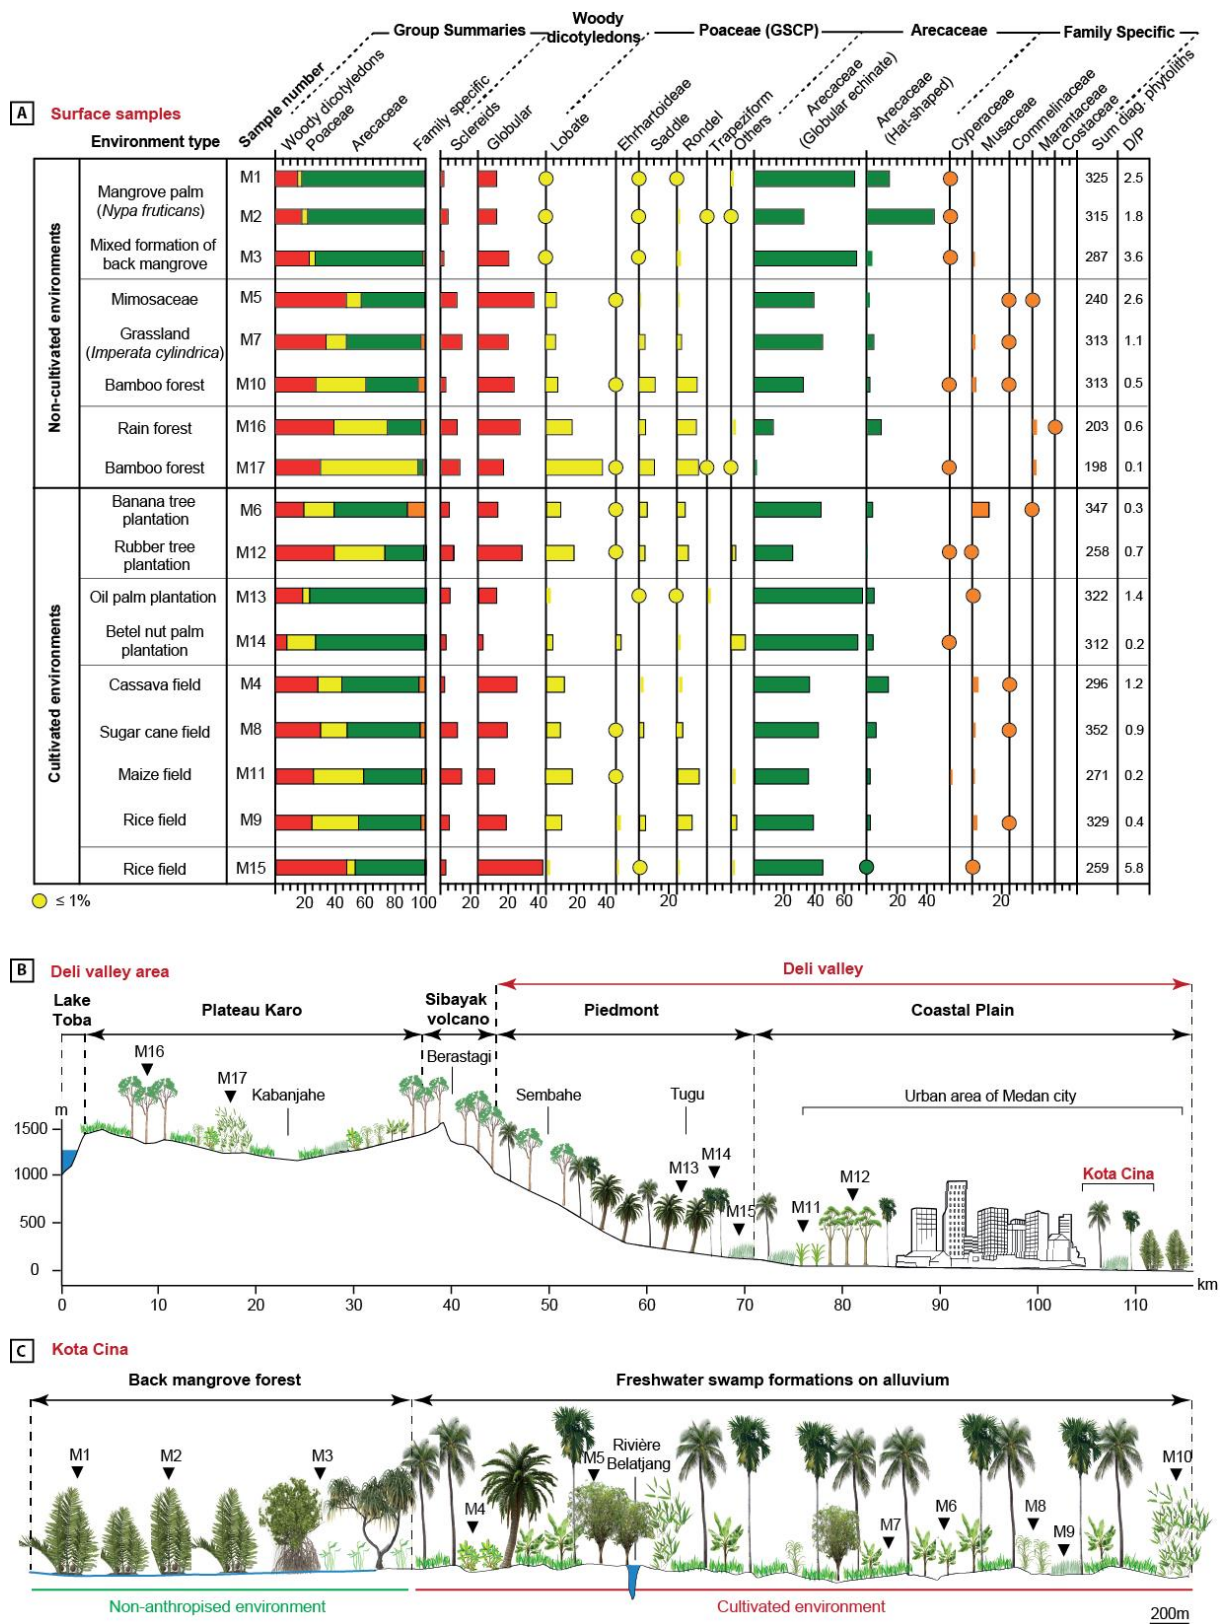 Group Summaries
Woody
dicotyledons
Poaceae (GSCP)
Arecaceae
Family Specific
Sample number
Woody dicotyledons
Poaceae
Arecaceae
Family specific
Sclereids
Globular
Lobate
Ehrhartoideae
Saddle
Rondel
Trapeziform
Others
Arecaceae
(Globular echinate)
Arecaceae
(Hat-shaped)
Cyperaceae
Musaceae
Commelinaceae
Marantaceae
Costaceae
Sum diag. phytoliths
D/P
A Surface samples
Environment type
Non-cultivated environments
Mangrove palm
(Nypa fruticans)
M1 325 2.5
M2 315 1.8
Mixed formation of
back mangrove
M3 287 3.6
Mimosaceae M5 240 2.6
Grassland
(Imperata cylindrica)
M7 313 1.1
Bamboo forest M10 313 0.5
Rain forest M16 203 0.6
Bamboo forest M17 198 0.1
Cultivated environments
Banana tree
plantation
M6 347 0.3
Rubber tree
plantation
M12 258 0.7
Oil palm plantation M13 322 1.4
Betel nut palm
plantation
M14 312 0.2
Cassava field M4 296 1.2
Sugar cane field M8 352 0.9
Maize field M11 271 0.2
Rice field M9 329 0.4
Rice field M15 259 5.8
≤ 1%
20 40 60 80 100 20 20 40 20 40 20 20 40 60 20 40 20
B Deli valley area
Deli valley
Lake
Toba
Plateau Karo
Sibayak
volcano
Piedmont
Coastal Plain
M16
M17
Kabanjahe
Berastagi
Sembahe
Tugu
M13
M14
M15
Urban area of Medan city
M11
M12
Kota Cina
m
1500
1000
500
0
0 10 20 30 40 50 60 70 80 90 100 110
km
C Kota Cina
Back mangrove forest
Freshwater swamp formations on alluvium
M1
M2
M3
M4
M5
Rivière
Belatjang
M7
M6
M8
M9
M10
Non-anthropised environment
Cultivated environment
200m